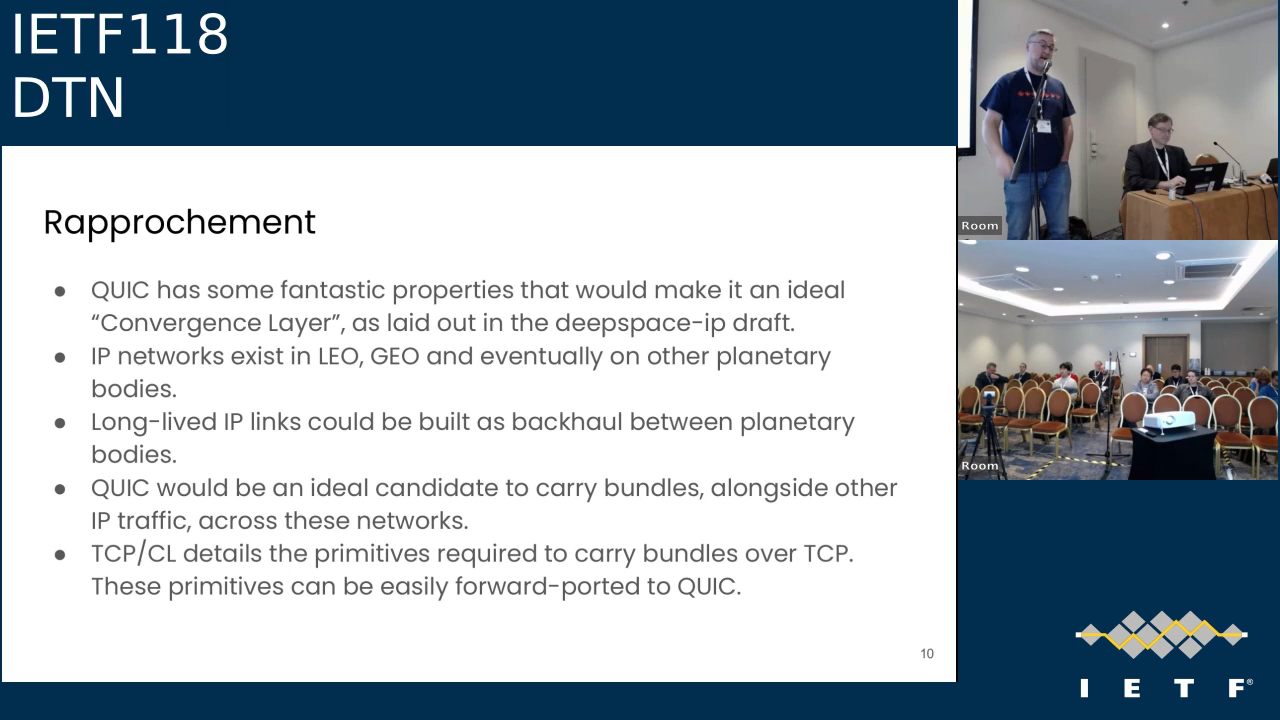 IETF118
DTN
Rapprochement
● QUIC has some fantastic properties that would make it an ideal
“Convergence Layer”, as laid out in the deepspace-ip draft.
● IP networks exist in LEO, GEO and eventually on other planetary
bodies.
● Long-lived IP links could be built as backhaul between planetary
bodies.
● QUIC would be an ideal candidate to carry bundles, alongside other
IP traffic, across these networks.
● TCP/CL details the primitives required to carry bundles over TCP.
These primitives can be easily forward-ported to QUIC.
10
Room
Room
I E T F®